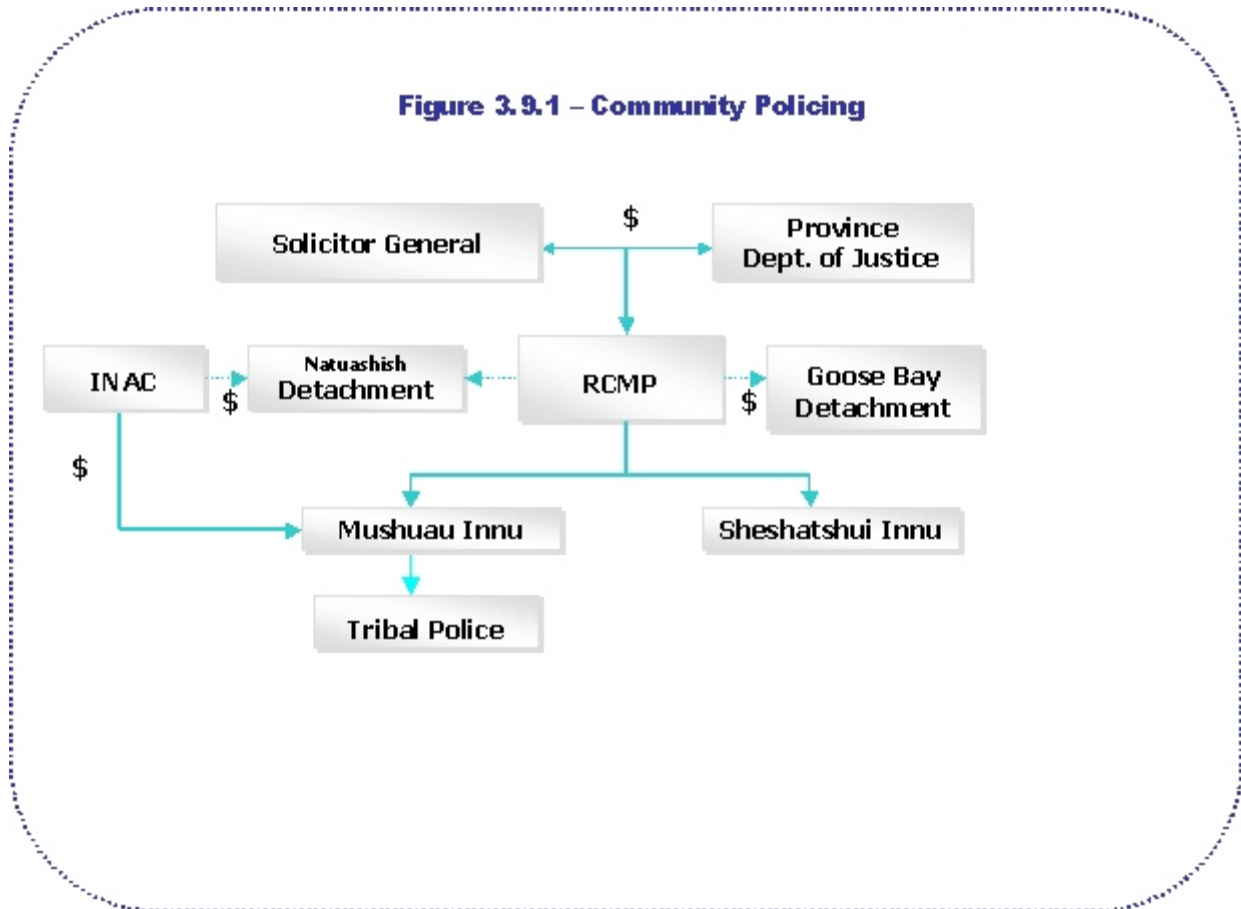 Figure 3.9.1 – Community Policing
$
Solicitor General
Province
Dept. of Justice
INAC
$
Natuashish
Detachment
RCMP
$
Goose Bay
Detachment
$
Mushuau Innu
Sheshatshui Innu
Tribal Police